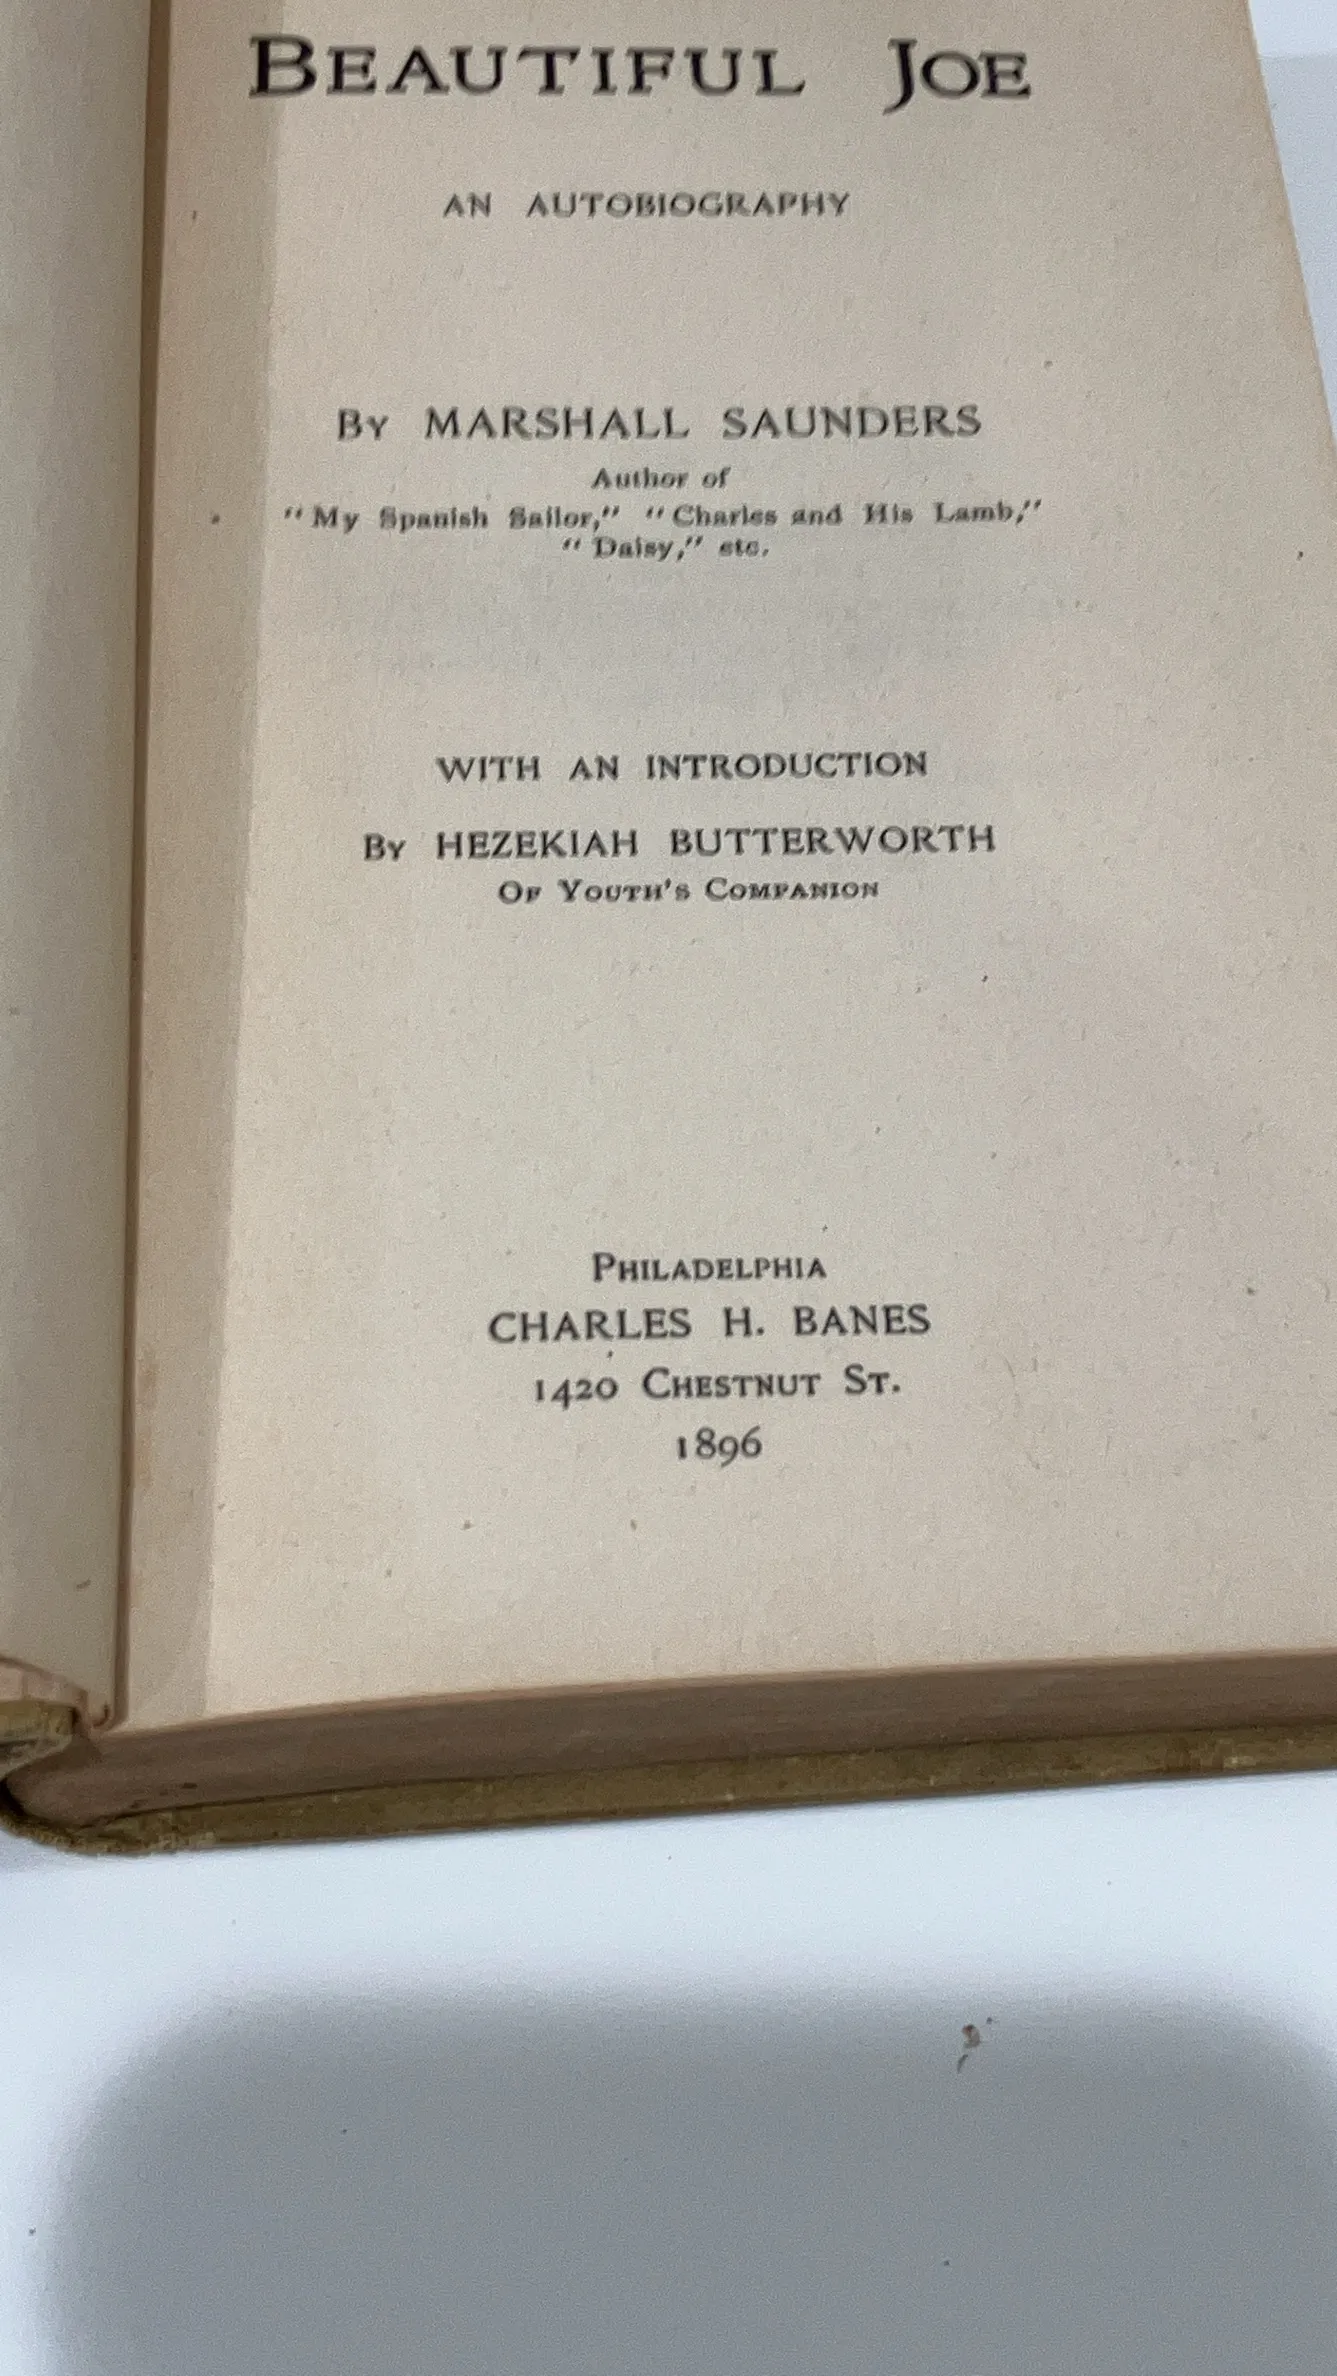 BEAUTIFUL JOE
AN AUTOBIOGRAPHY
By MARSHALL SAUNDERS
Author of
"My Spanish Sailor," "Charles and His Lamb,"
"Daisy," etc.
WITH AN INTRODUCTION
By HEZEKIAH BUTTERWORTH
OF YOUTH'S COMPANION
PHILADELPHIA
CHARLES H. BANES
1420 CHESTNUT ST.
1896